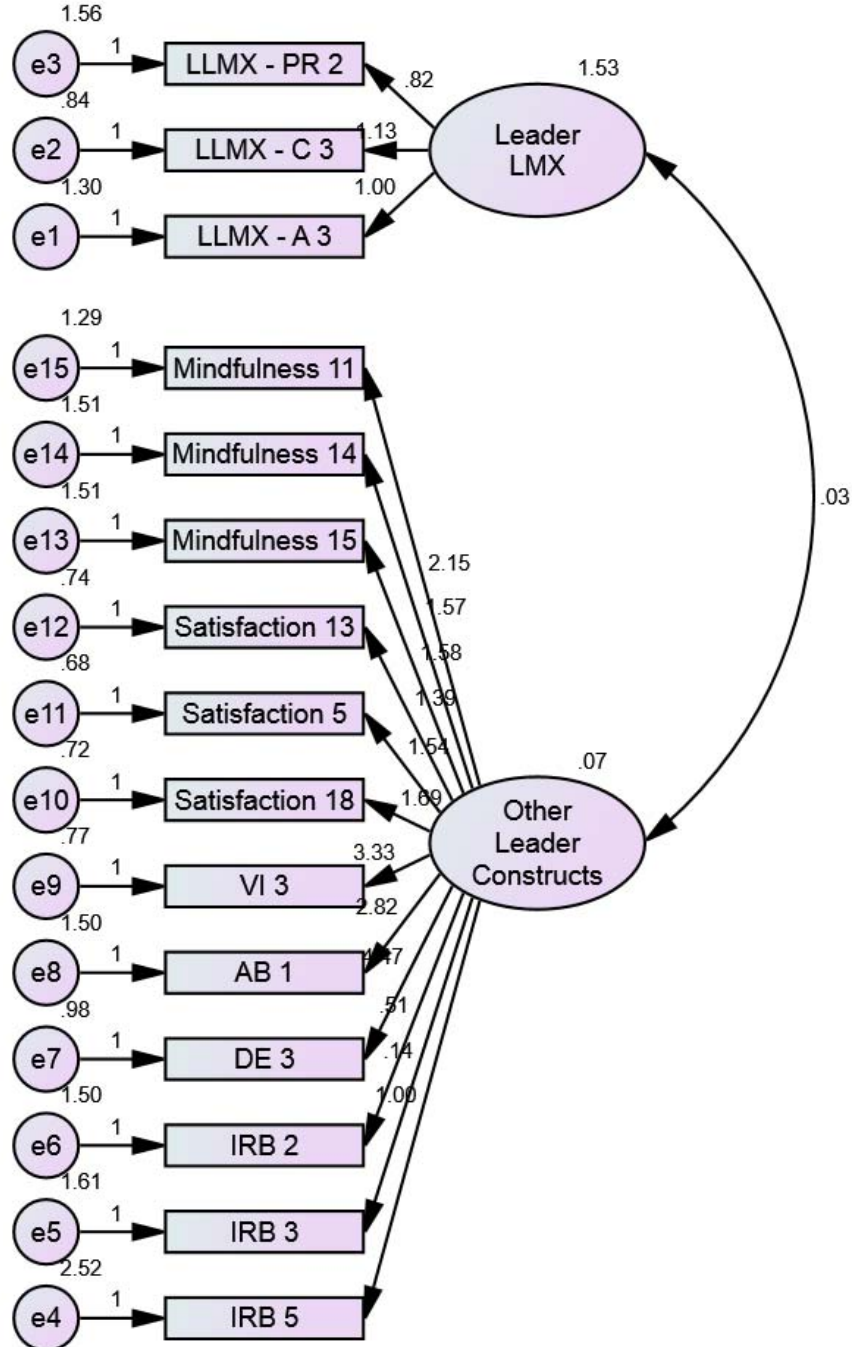 1.56
e3
1
LLMX - PR 2
.82
1.53
.84
e2
1
LLMX - C 3
1.13
Leader
LMX
1.30
e1
1
LLMX - A 3
1.00
1.29
e15
1
Mindfulness 11
1.51
e14
1
Mindfulness 14
1.51
e13
1
Mindfulness 15
.03
2.15
.74
e12
1
Satisfaction 13
1.57
.68
e11
1
Satisfaction 5
1.58
1.39
.72
e10
1
Satisfaction 18
1.54
.07
1.69
Other
Leader
Constructs
.77
e9
1
VI 3
3.33
1.50
e8
1
AB 1
2.82
.98
e7
1
DE 3
.51
.14
1.50
e6
1
IRB 2
1.00
1.61
e5
1
IRB 3
2.52
e4
1
IRB 5